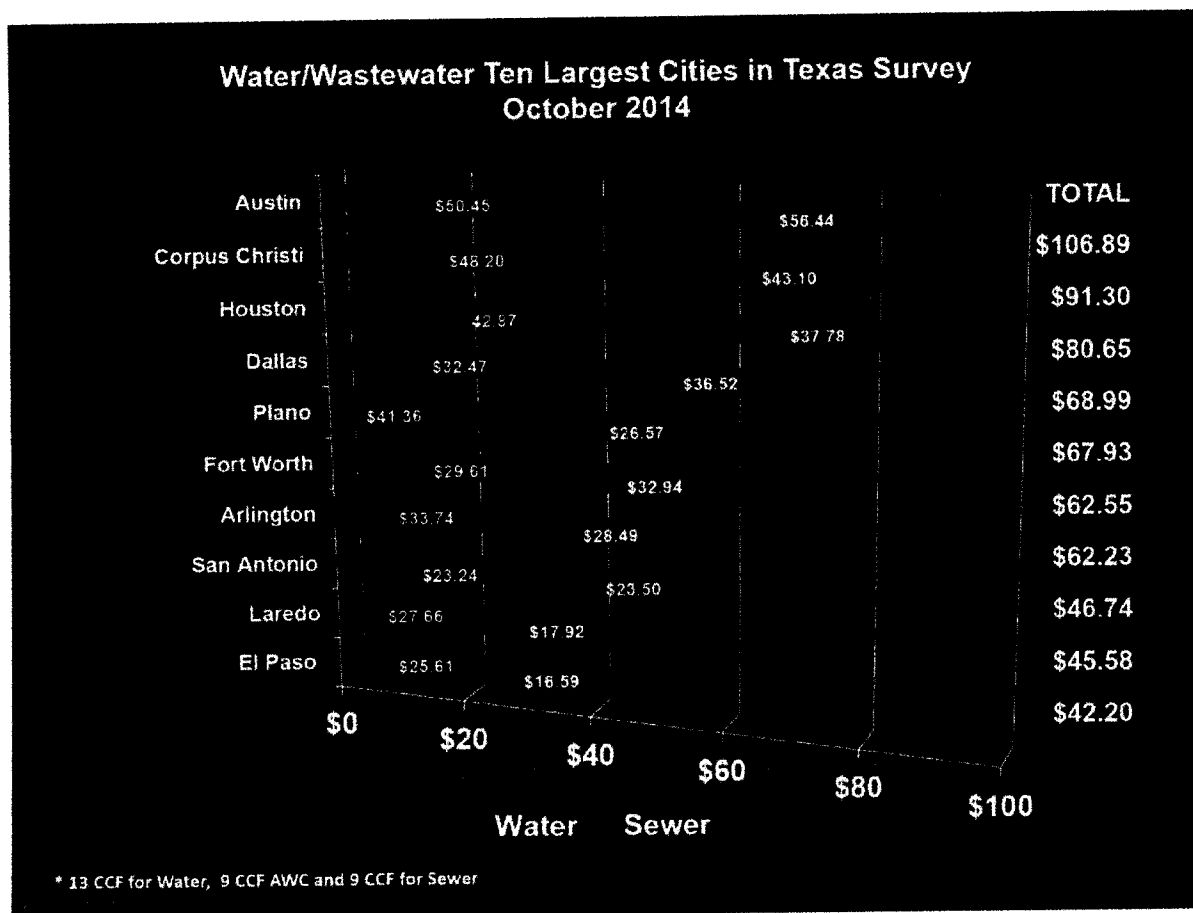 Water/Wastewater Ten Largest Cities in Texas Survey
October 2014
TOTAL
Austin $50.45 $56.44 $106.89
Corpus Christi $48.20 $43.10 $91.30
Houston 42.87 $37.78 $80.65
Dallas $32.47 $36.52 $68.99
Plano $41.36 $26.57 $67.93
Fort Worth $29.61 $32.94 $62.55
Arlington $33.74 $28.49 $62.23
San Antonio $23.24 $23.50 $46.74
Laredo $27.66 $17.92 $45.58
El Paso $25.61 $16.59 $42.20
$0 $20 $40 $60 $80 $100
Water Sewer
* 13 CCF for Water, 9 CCF AWC and 9 CCF for Sewer